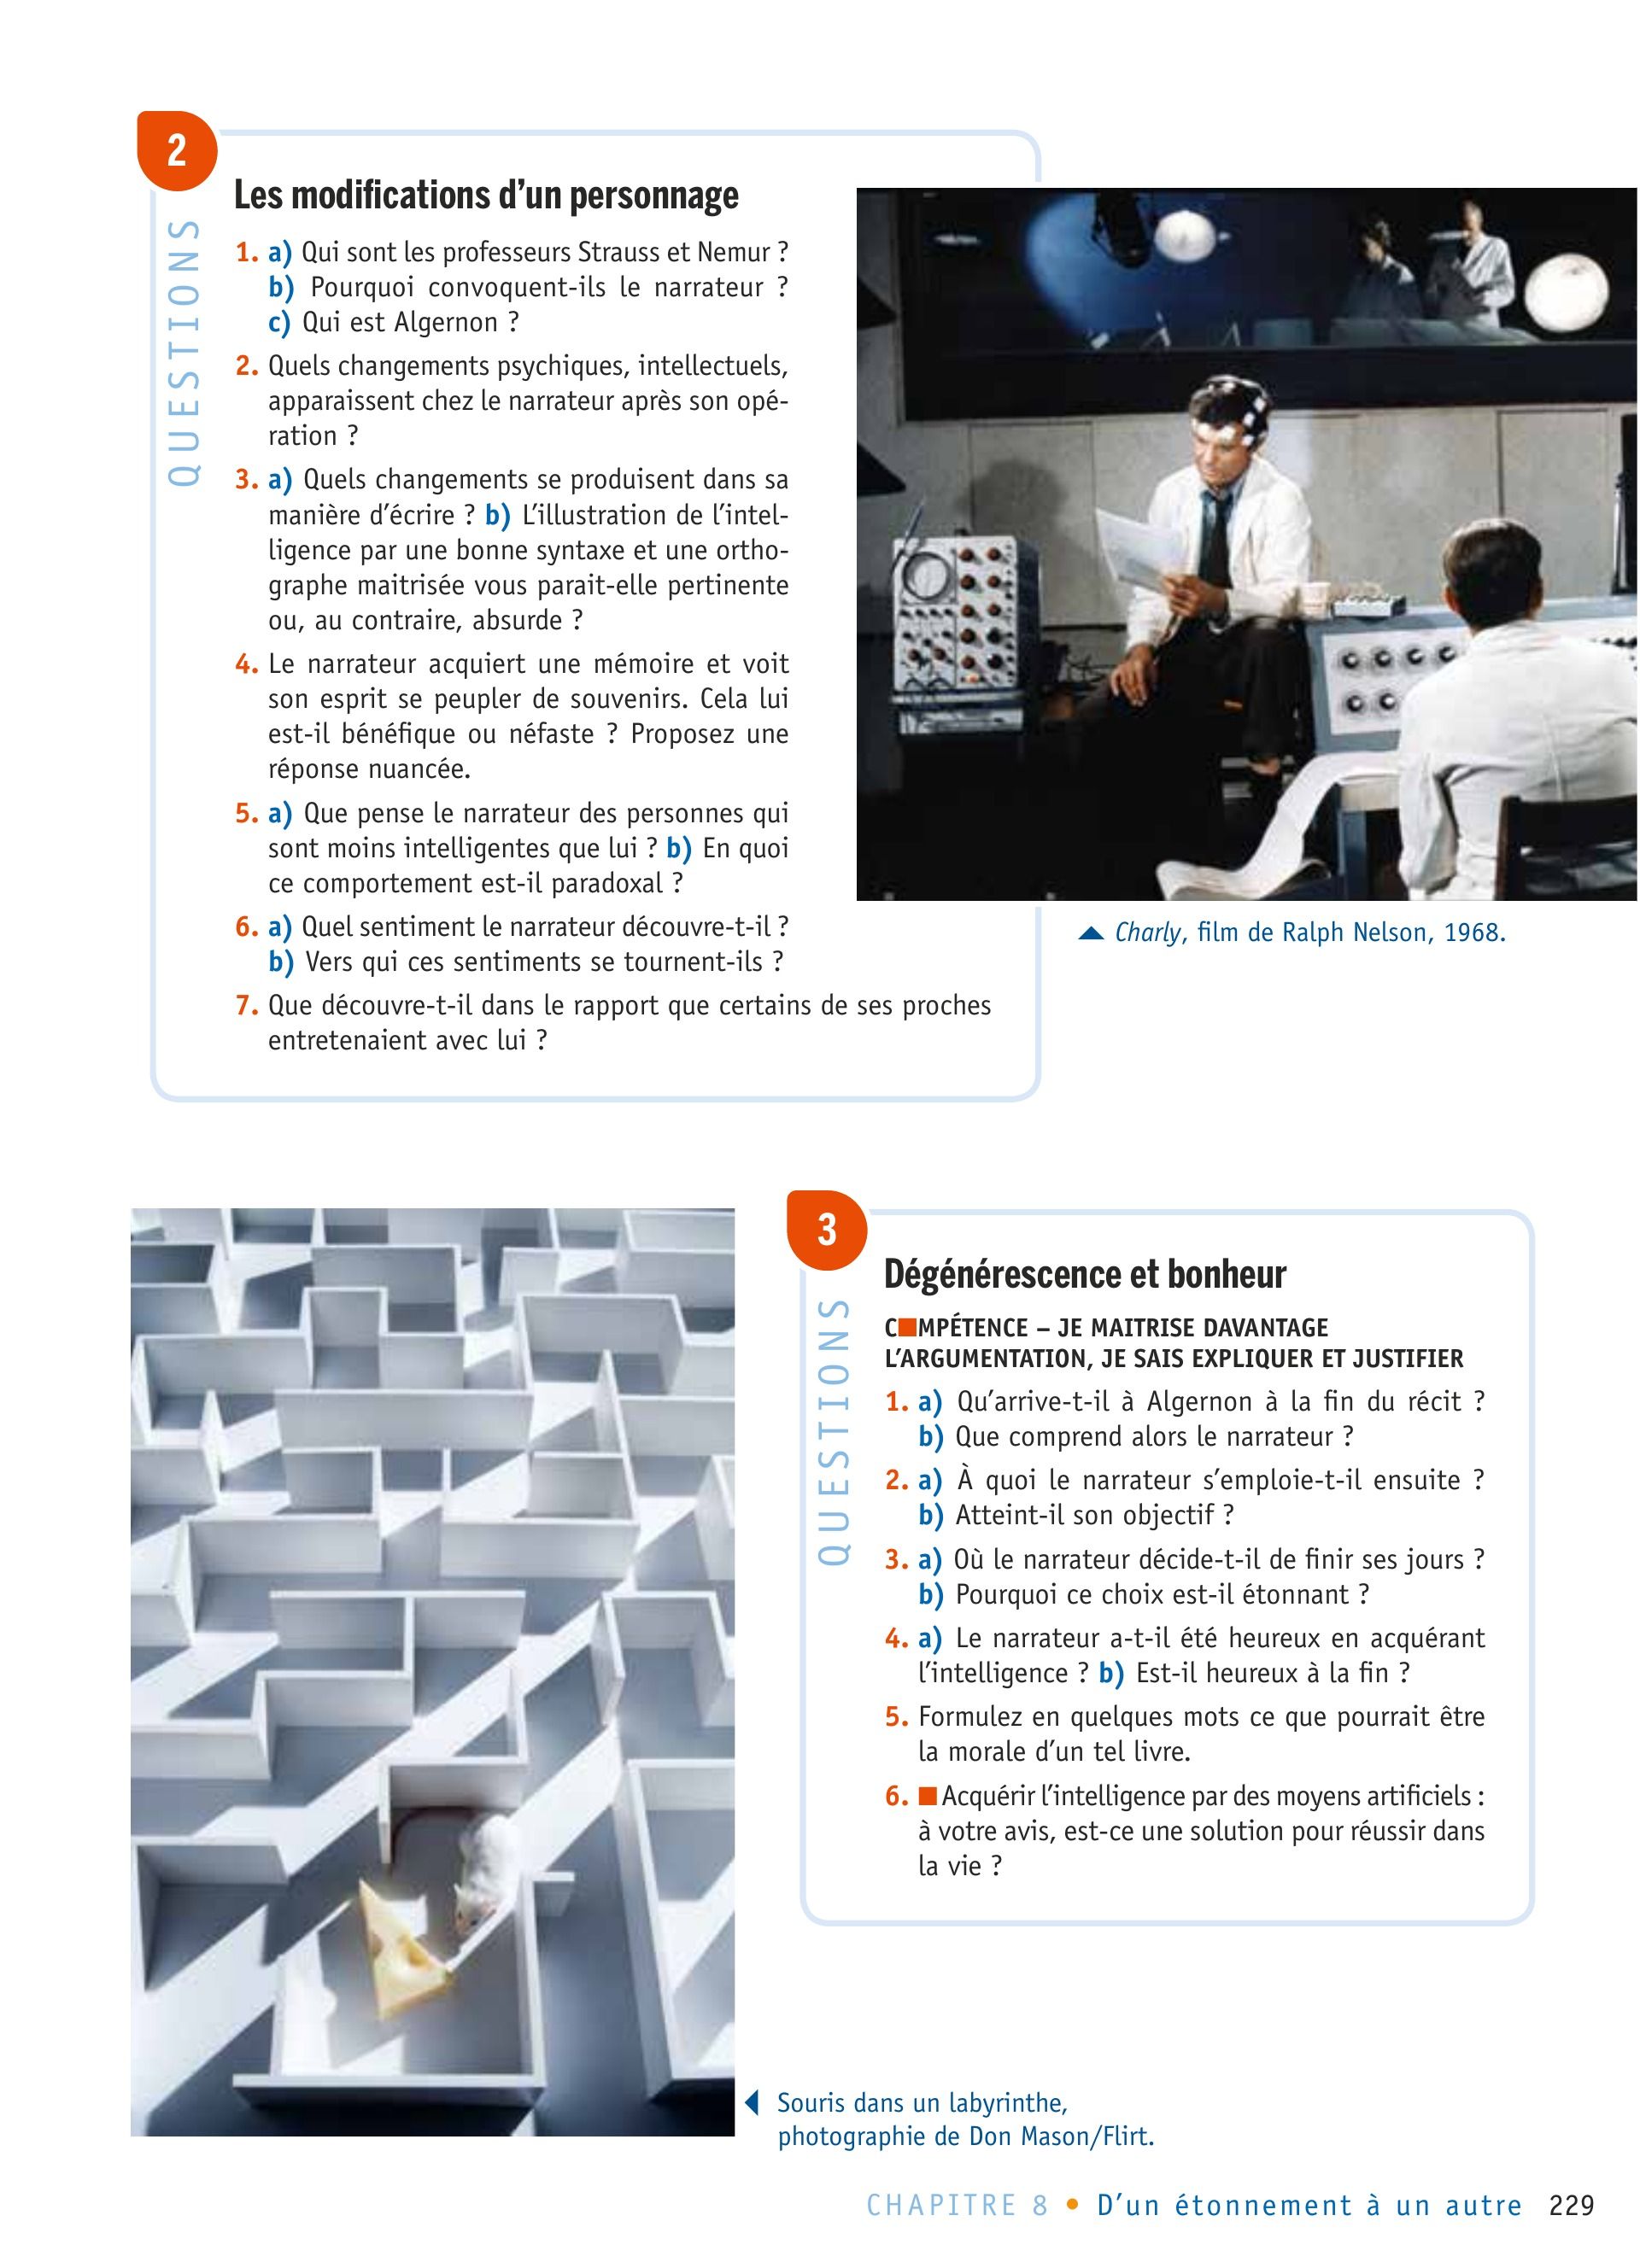 2
QUESTIONS
Les modifications d’un personnage
1. a) Qui sont les professeurs Strauss et Nemur ?
b) Pourquoi convoquent-ils le narrateur ?
c) Qui est Algernon ?
2. Quels changements psychiques, intellectuels,
apparaissent chez le narrateur après son opé-
ration ?
3. a) Quels changements se produisent dans sa
manière d’écrire ? b) L’illustration de l’intel-
ligence par une bonne syntaxe et une ortho-
graphe maitrisée vous parait-elle pertinente
ou, au contraire, absurde ?
4. Le narrateur acquiert une mémoire et voit
son esprit se peupler de souvenirs. Cela lui
est-il bénéfique ou néfaste ? Proposez une
réponse nuancée.
5. a) Que pense le narrateur des personnes qui
sont moins intelligentes que lui ? b) En quoi
ce comportement est-il paradoxal ?
6. a) Quel sentiment le narrateur découvre-t-il ?
b) Vers qui ces sentiments se tournent-ils ?
7. Que découvre-t-il dans le rapport que certains de ses proches
entretenaient avec lui ?
Charly, film de Ralph Nelson, 1968.
3
QUESTIONS
Dégénérescence et bonheur
C■MPÉTENCE – JE MAITRISE DAVANTAGE
L’ARGUMENTATION, JE SAIS EXPLIQUER ET JUSTIFIER
1. a) Qu’arrive-t-il à Algernon à la fin du récit ?
b) Que comprend alors le narrateur ?
2. a) À quoi le narrateur s’emploie-t-il ensuite ?
b) Atteint-il son objectif ?
3. a) Où le narrateur décide-t-il de finir ses jours ?
b) Pourquoi ce choix est-il étonnant ?
4. a) Le narrateur a-t-il été heureux en acquérant
l’intelligence ? b) Est-il heureux à la fin ?
5. Formulez en quelques mots ce que pourrait être
la morale d’un tel livre.
6. ■ Acquérir l’intelligence par des moyens artificiels :
à votre avis, est-ce une solution pour réussir dans
la vie ?
Souris dans un labyrinthe,
photographie de Don Mason/Flirt.
CHAPITRE 8 • D’un étonnement à un autre 229